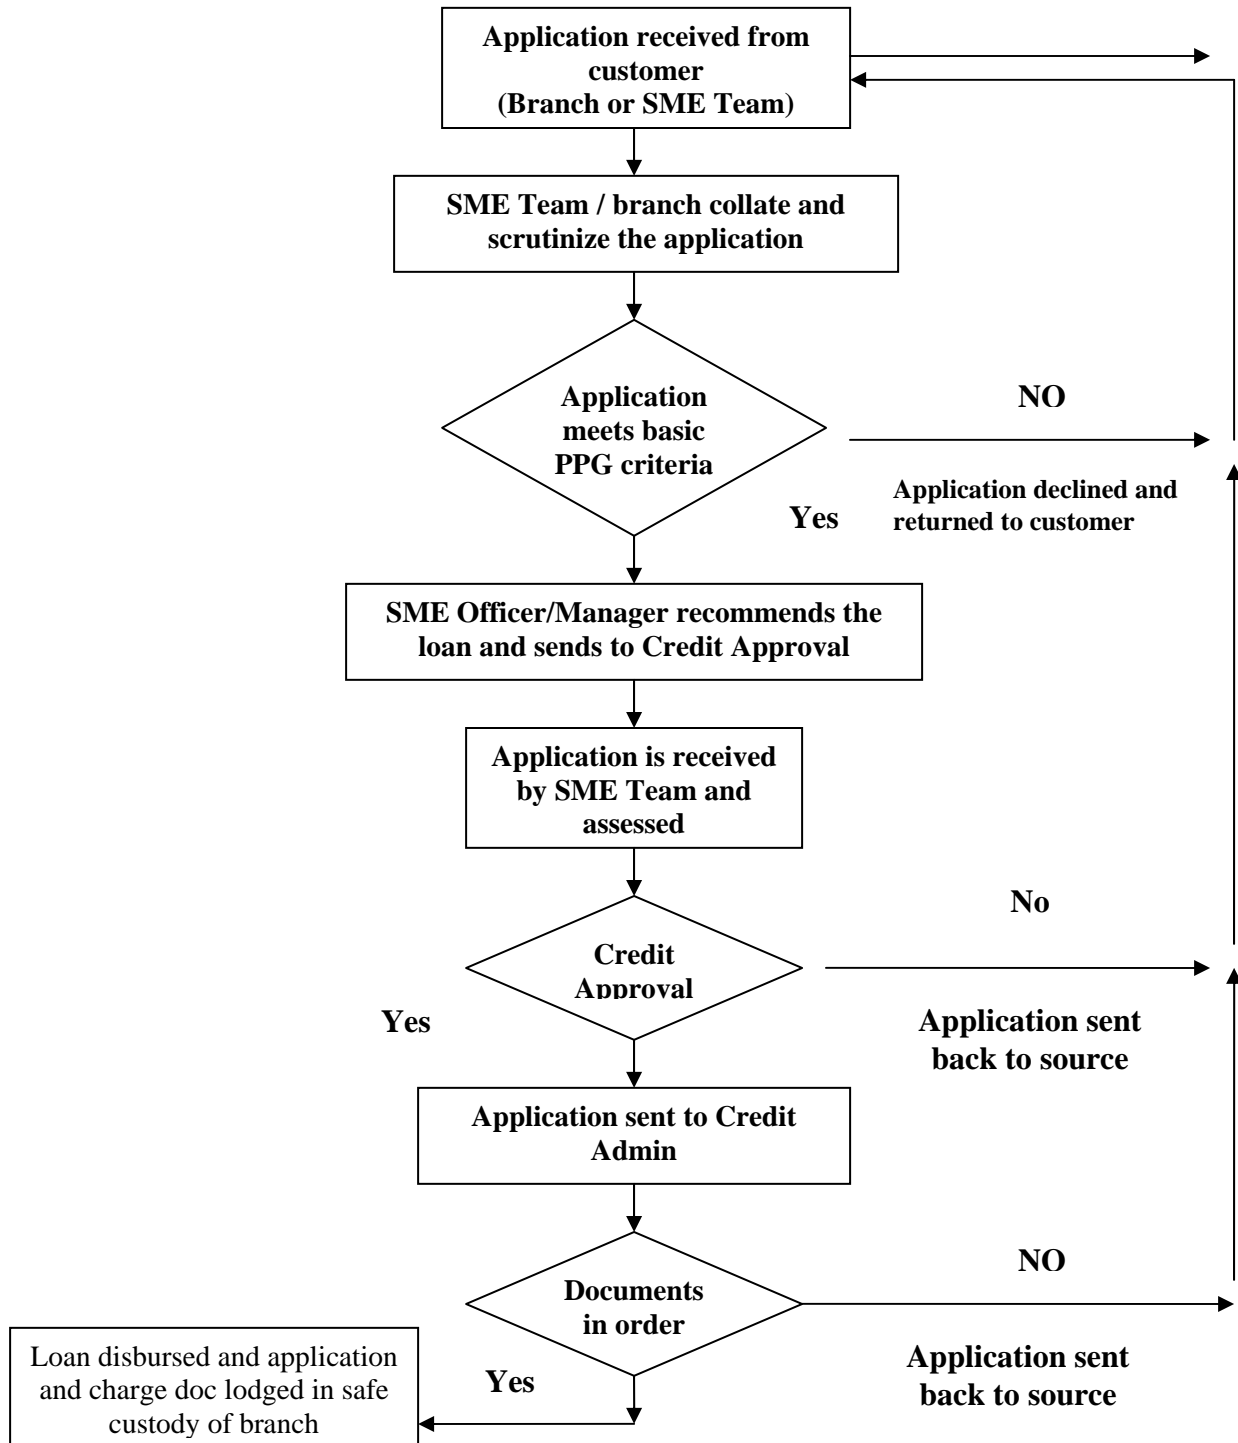 Application received from
customer
(Branch or SME Team)
SME Team / branch collate and
scrutinize the application
Application
meets basic
PPG criteria
NO
Application declined and
returned to customer
Yes
SME Officer/Manager recommends the
loan and sends to Credit Approval
Application is received
by SME Team and
assessed
Credit
Approval
No
Yes
Application sent
back to source
Application sent to Credit
Admin
Documents
in order
NO
Application sent
back to source
Yes
Loan disbursed and application
and charge doc lodged in safe
custody of branch